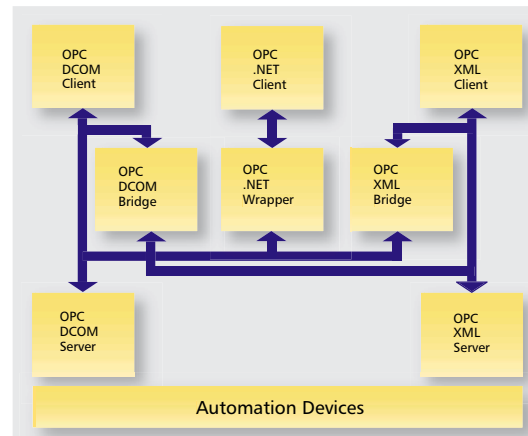 OPC
DCOM
Client
OPC
.NET
Client
OPC
XML
Client
OPC
DCOM
Bridge
OPC
.NET
Wrapper
OPC
XML
Bridge
OPC
DCOM
Server
OPC
XML
Server
Automation Devices